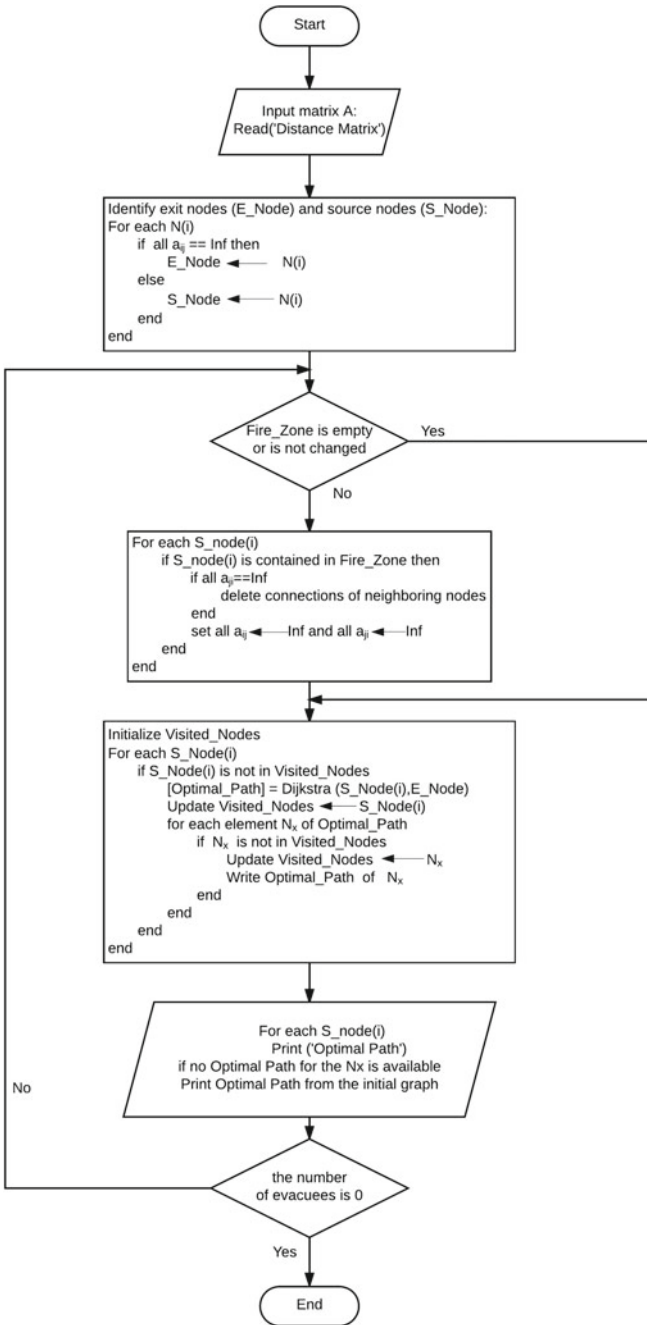 Start
Input matrix A:
Read('Distance Matrix')
Identify exit nodes (E_Node) and source nodes (S_Node):
For each N(i)
if all aᵢⱼ == Inf then
E_Node ← N(i)
else
S_Node ← N(i)
end
end
Fire_Zone is empty
or is not changed
Yes
No
For each S_node(i)
if S_node(i) is contained in Fire_Zone then
if all aⱼᵢ==Inf
delete connections of neighboring nodes
end
set all aᵢⱼ ← Inf and all aⱼᵢ ← Inf
end
end
Initialize Visited_Nodes
For each S_Node(i)
if S_Node(i) is not in Visited_Nodes
[Optimal_Path] = Dijkstra (S_Node(i),E_Node)
Update Visited_Nodes ← S_Node(i)
for each element Nₓ of Optimal_Path
if Nₓ is not in Visited_Nodes
Update Visited_Nodes ← Nₓ
Write Optimal_Path of Nₓ
end
end
end
end
For each S_node(i)
Print ('Optimal Path')
if no Optimal Path for the Nx is available
Print Optimal Path from the initial graph
No
the number
of evacuees is 0
Yes
End